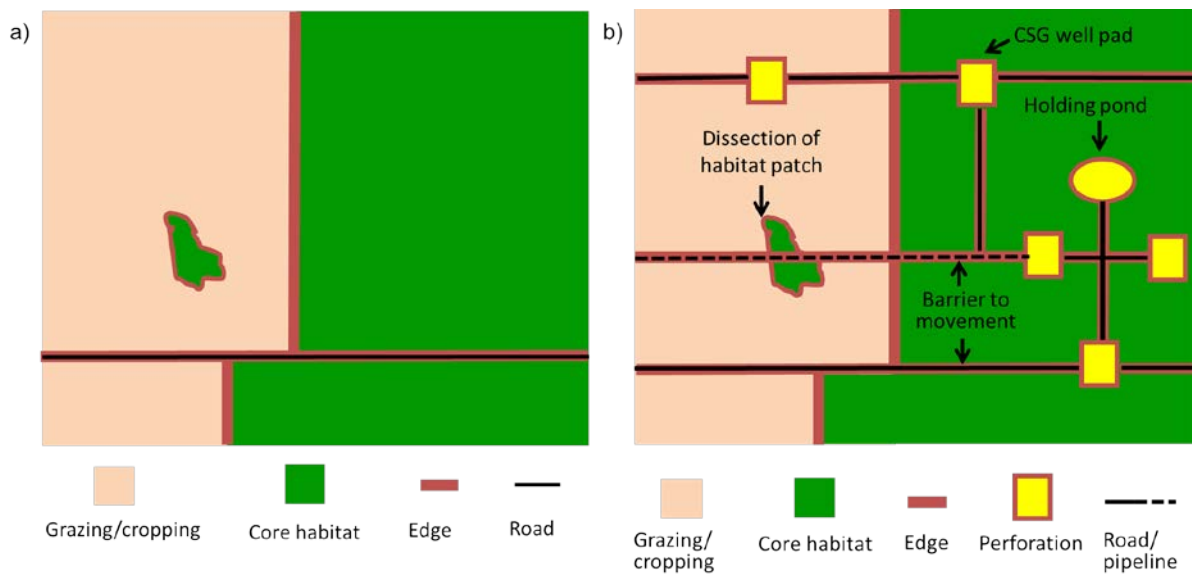 a)
Grazing/cropping
Core habitat
Edge
Road
b)
CSG well pad
Holding pond
Dissection of
habitat patch
Barrier to
movement
Grazing/
cropping
Core habitat
Edge
Perforation
Road/
pipeline